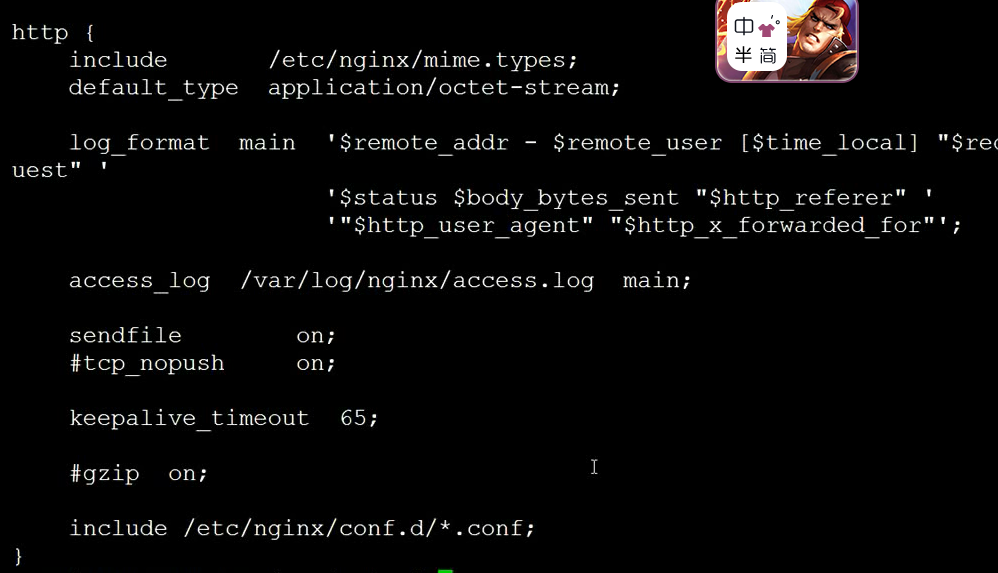 http {
    include       /etc/nginx/mime.types;
    default_type  application/octet-stream;
    log_format  main  '$remote_addr - $remote_user [$time_local] "$req
uest" '
                      '$status $body_bytes_sent "$http_referer" '
                      '"$http_user_agent" "$http_x_forwarded_for"';
    access_log  /var/log/nginx/access.log  main;
    sendfile        on;
    #tcp_nopush     on;
    keepalive_timeout  65;
    #gzip  on;
    include /etc/nginx/conf.d/*.conf;
}
中
半 简